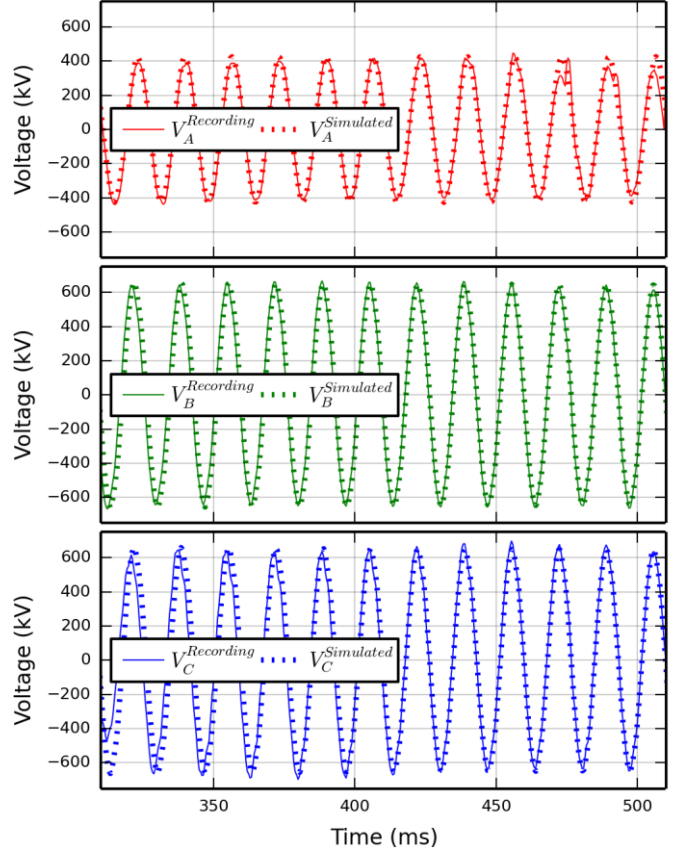 600
400
200
0
−200
−400
−600
Voltage (kV)
V_A^Recording V_A^Simulated
600
400
200
0
−200
−400
−600
Voltage (kV)
V_B^Recording V_B^Simulated
600
400
200
0
−200
−400
−600
Voltage (kV)
V_C^Recording V_C^Simulated
350 400 450 500
Time (ms)